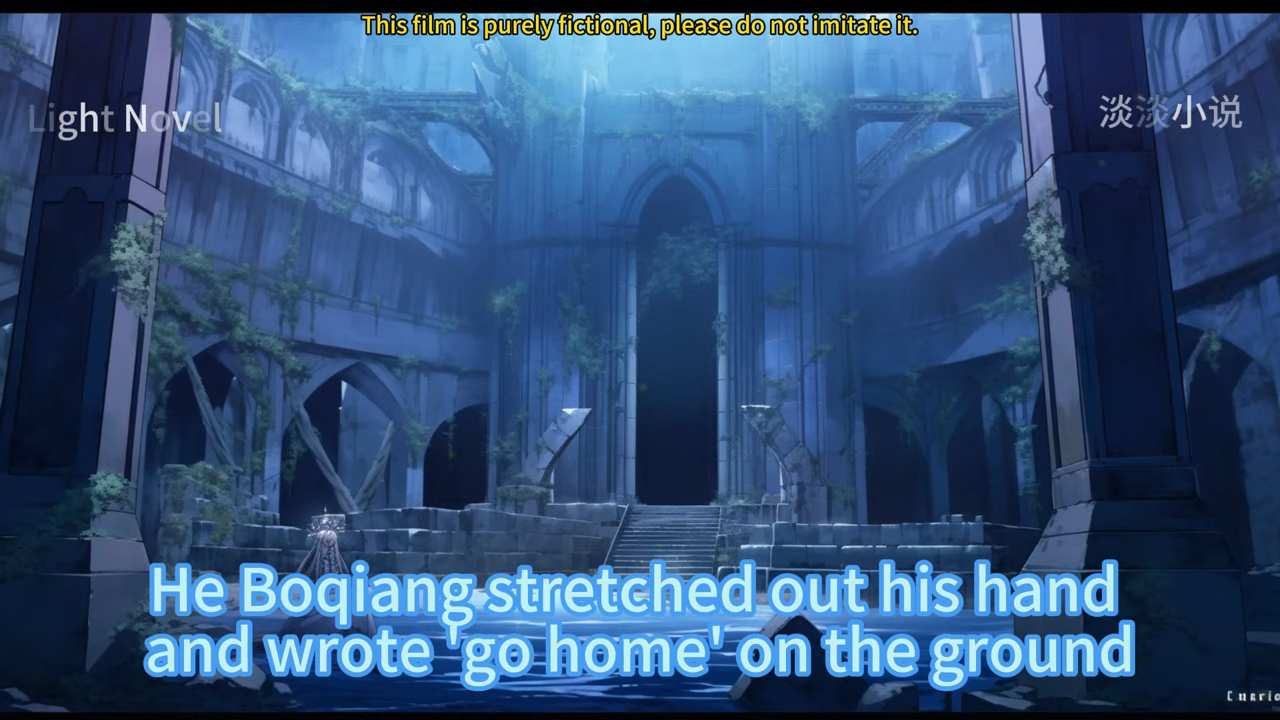 This film is purely fictional, please do not imitate it.
Light Novel
淡淡小说
He Boqiang stretched out his hand
and wrote 'go home' on the ground